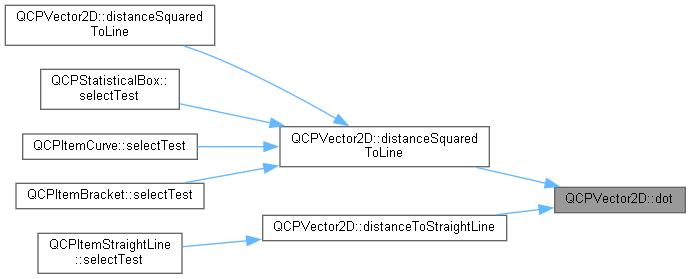 QCPVector2D::distanceSquared
ToLine
QCPStatisticalBox::
selectTest
QCPItemCurve::selectTest
QCPItemBracket::selectTest
QCPItemStraightLine
::selectTest
QCPVector2D::distanceSquared
ToLine
QCPVector2D::distanceToStraightLine
QCPVector2D::dot